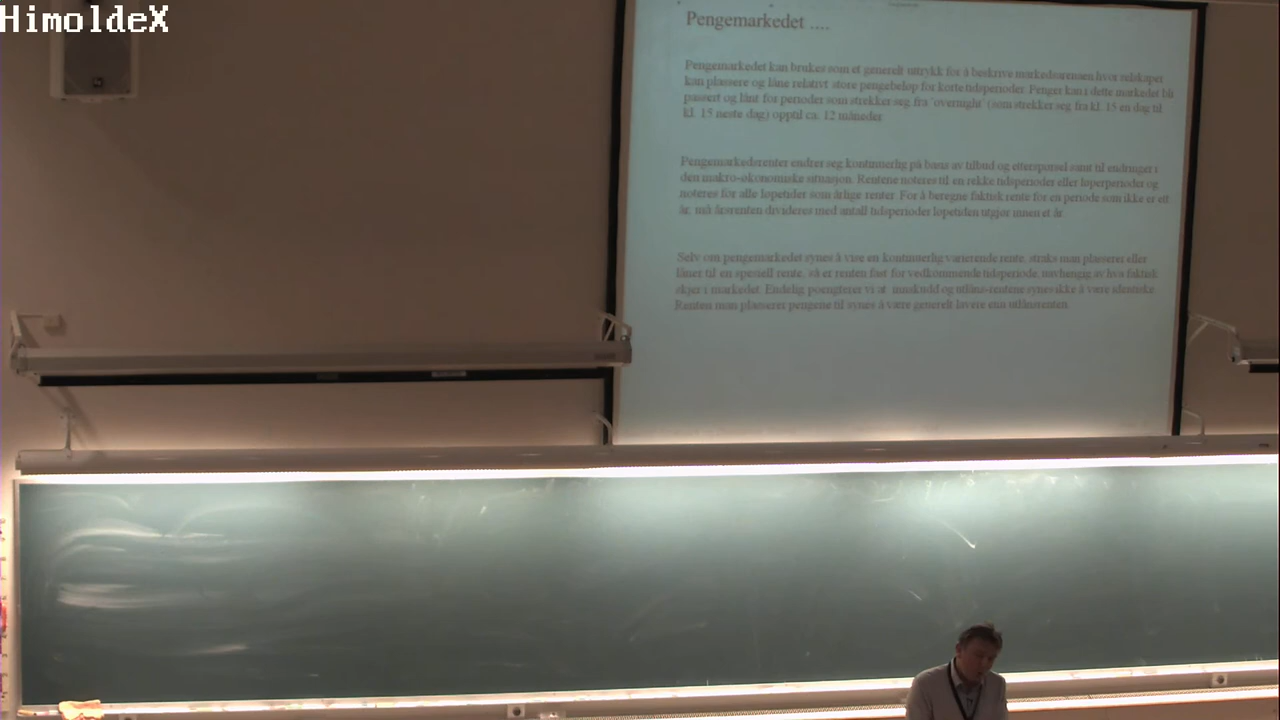 HimoldeX
Pengemarkedet ....
Pengemarkedet kan brukes som et generelt uttrykk for å beskrive markedsarenaen hvor selskaper
kan plassere og låne relativt store pengebeløp for korte tidsperioder. Penger kan i dette markedet bli
passert og lånt for perioder som strekker seg fra 'overnight' (som strekker seg fra kl. 15 en dag til
kl. 15 neste dag) opptil ca. 12 måneder
Pengemarkedsrenter endrer seg kontinuerlig på basis av tilbud og etterspørsel samt til endringer i
den makro-økonomiske situasjon. Rentene noteres til en rekke tidsperioder eller løperperioder og
noteres for alle løpetider som årlige renter. For å beregne faktisk rente for en periode som ikke er ett
år, må årsrenten divideres med antall tidsperioder løpetiden utgjør innen et år.
Selv om pengemarkedet synes å vise en kontinuerlig varierende rente, straks man plasserer eller
låner til en spesiell rente, så er renten fast for vedkommende tidsperiode, uavhengig av hva faktisk
skjer i markedet. Endelig poengterer vi at innskudd og utlåns-rentene synes ikke å være identiske.
Renten man plasserer pengene til synes å være generelt lavere enn utlånsrenten.